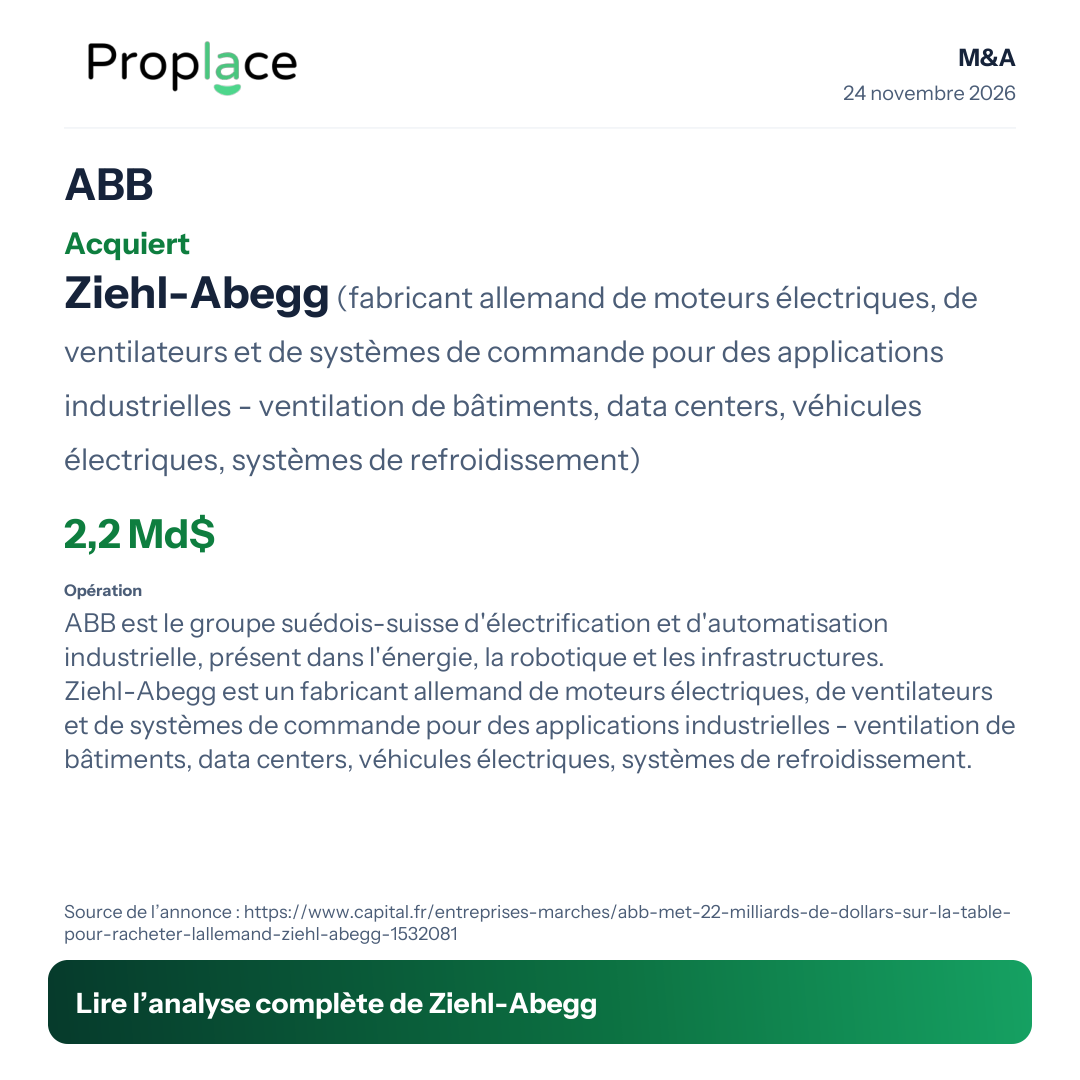 Proplace
M&A
24 novembre 2026
ABB
Acquiert
Ziehl-Abegg (fabricant allemand de moteurs électriques, de
ventilateurs et de systèmes de commande pour des applications
industrielles - ventilation de bâtiments, data centers, véhicules
électriques, systèmes de refroidissement)
2,2 Md$
Opération
ABB est le groupe suédois-suisse d'électrification et d'automatisation
industrielle, présent dans l'énergie, la robotique et les infrastructures.
Ziehl-Abegg est un fabricant allemand de moteurs électriques, de ventilateurs
et de systèmes de commande pour des applications industrielles - ventilation de
bâtiments, data centers, véhicules électriques, systèmes de refroidissement.
Source de l’annonce : https://www.capital.fr/entreprises-marches/abb-met-22-milliards-de-dollars-sur-la-table-
pour-racheter-lallemand-ziehl-abegg-1532081
Lire l’analyse complète de Ziehl-Abegg